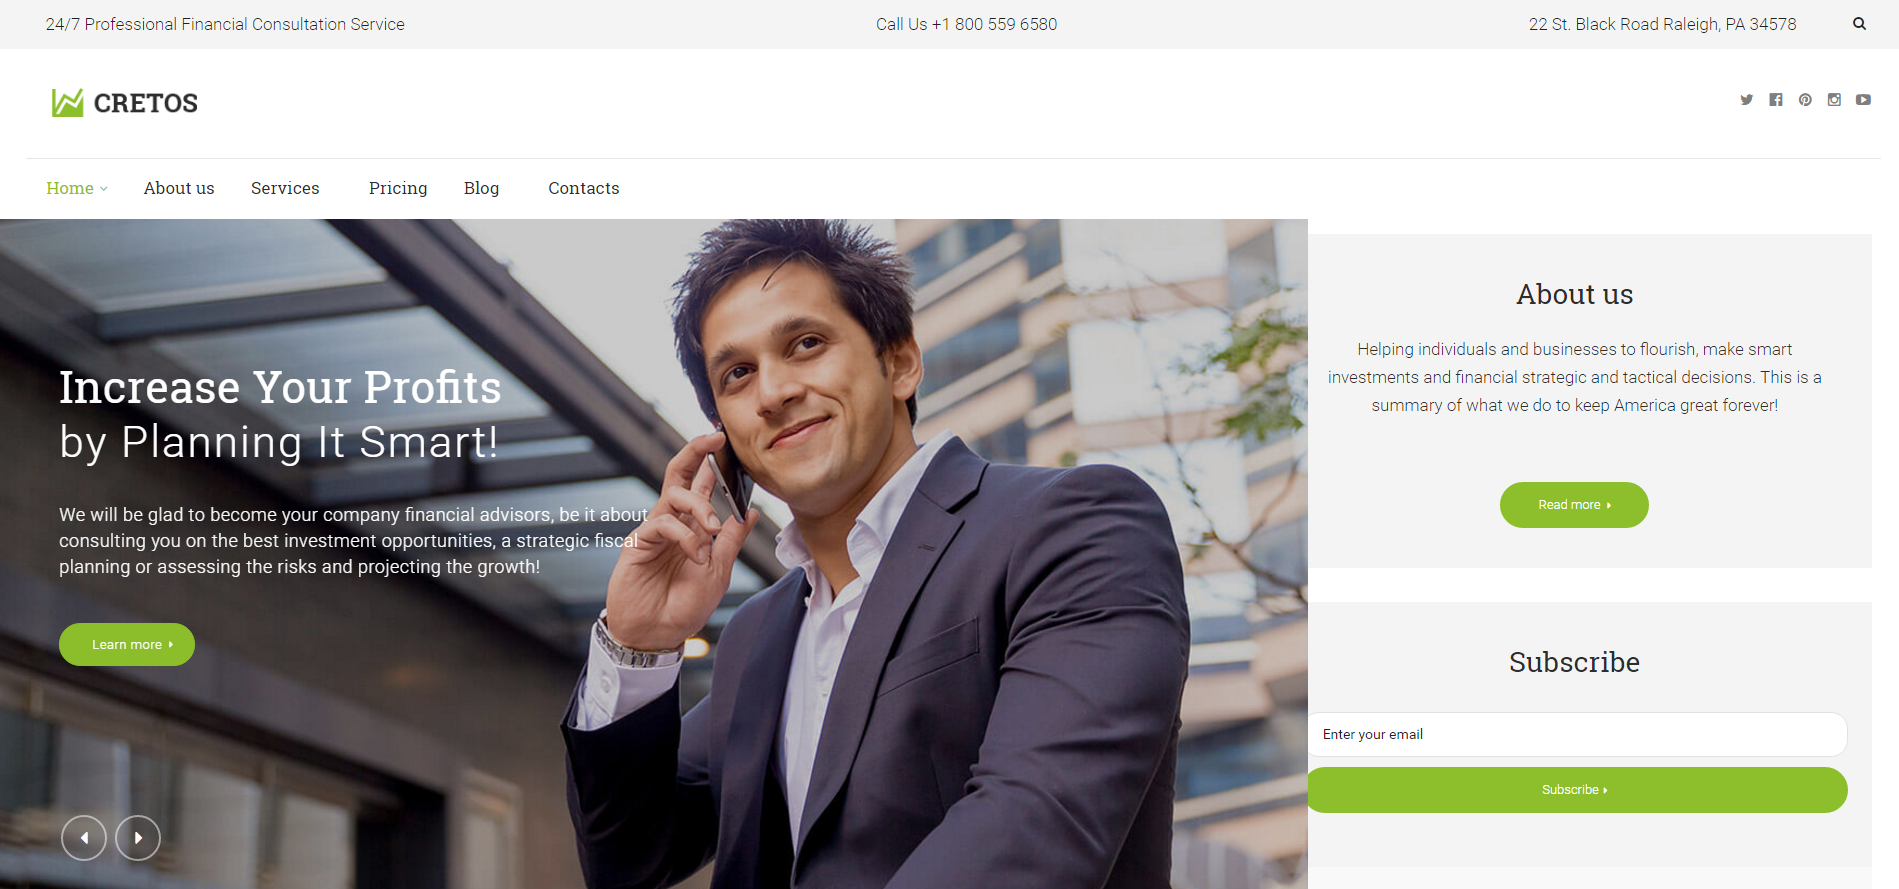 24/7 Professional Financial Consultation Service
Call Us +1 800 559 6580
22 St. Black Road Raleigh, PA 34578
CRETOS
Home
About us
Services
Pricing
Blog
Contacts
Increase Your Profits
by Planning It Smart!
We will be glad to become your company financial advisors, be it about
consulting you on the best investment opportunities, a strategic fiscal
planning or assessing the risks and projecting the growth!
Learn more
About us
Helping individuals and businesses to flourish, make smart
investments and financial strategic and tactical decisions. This is a
summary of what we do to keep America great forever!
Read more
Subscribe
Enter your email
Subscribe